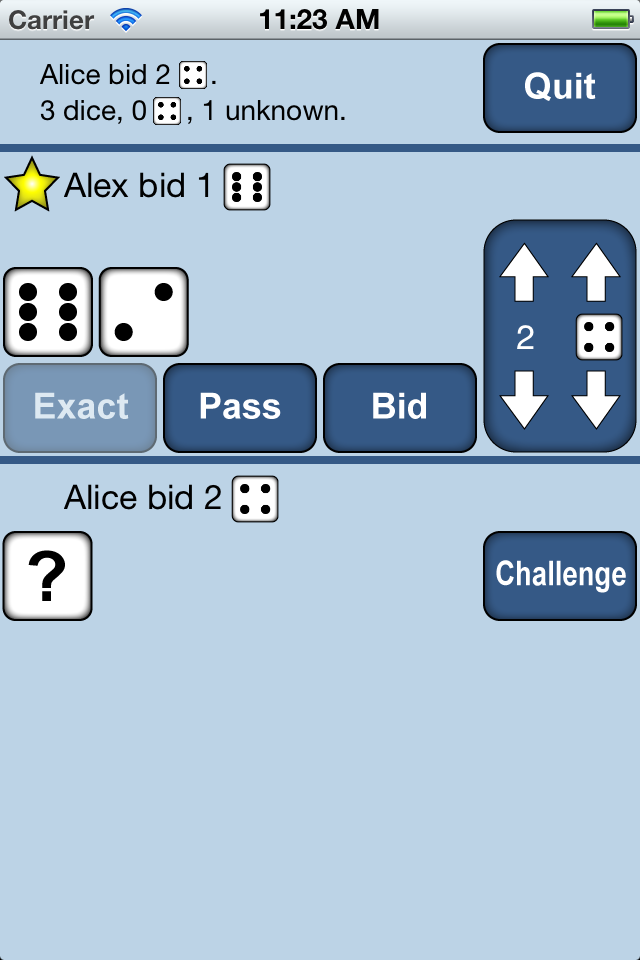 Carrier 11:23 AM
Alice bid 2 .
3 dice, 0 , 1 unknown.
Quit
Alex bid 1
2
Exact
Pass
Bid
Alice bid 2
?
Challenge